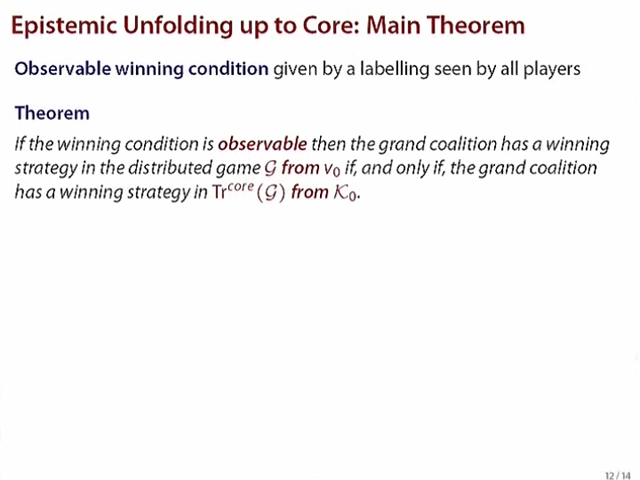 Epistemic Unfolding up to Core: Main Theorem
Observable winning condition given by a labelling seen by all players
Theorem
If the winning condition is observable then the grand coalition has a winning
strategy in the distributed game 𝒢 from v₀ if, and only if, the grand coalition
has a winning strategy in Trᶜᵒʳᵉ(𝒢) from 𝒦₀.
12/14